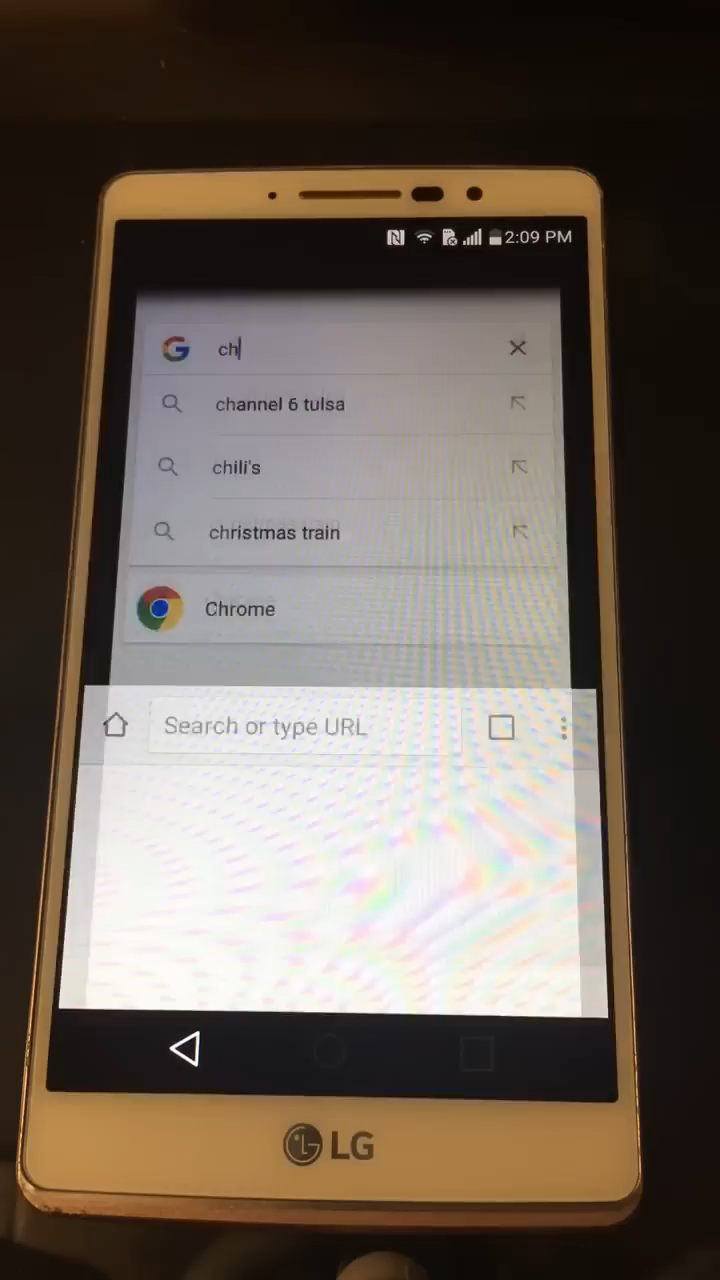 2:09 PM
ch
channel 6 tulsa
chili's
christmas train
Chrome
Search or type URL
LG